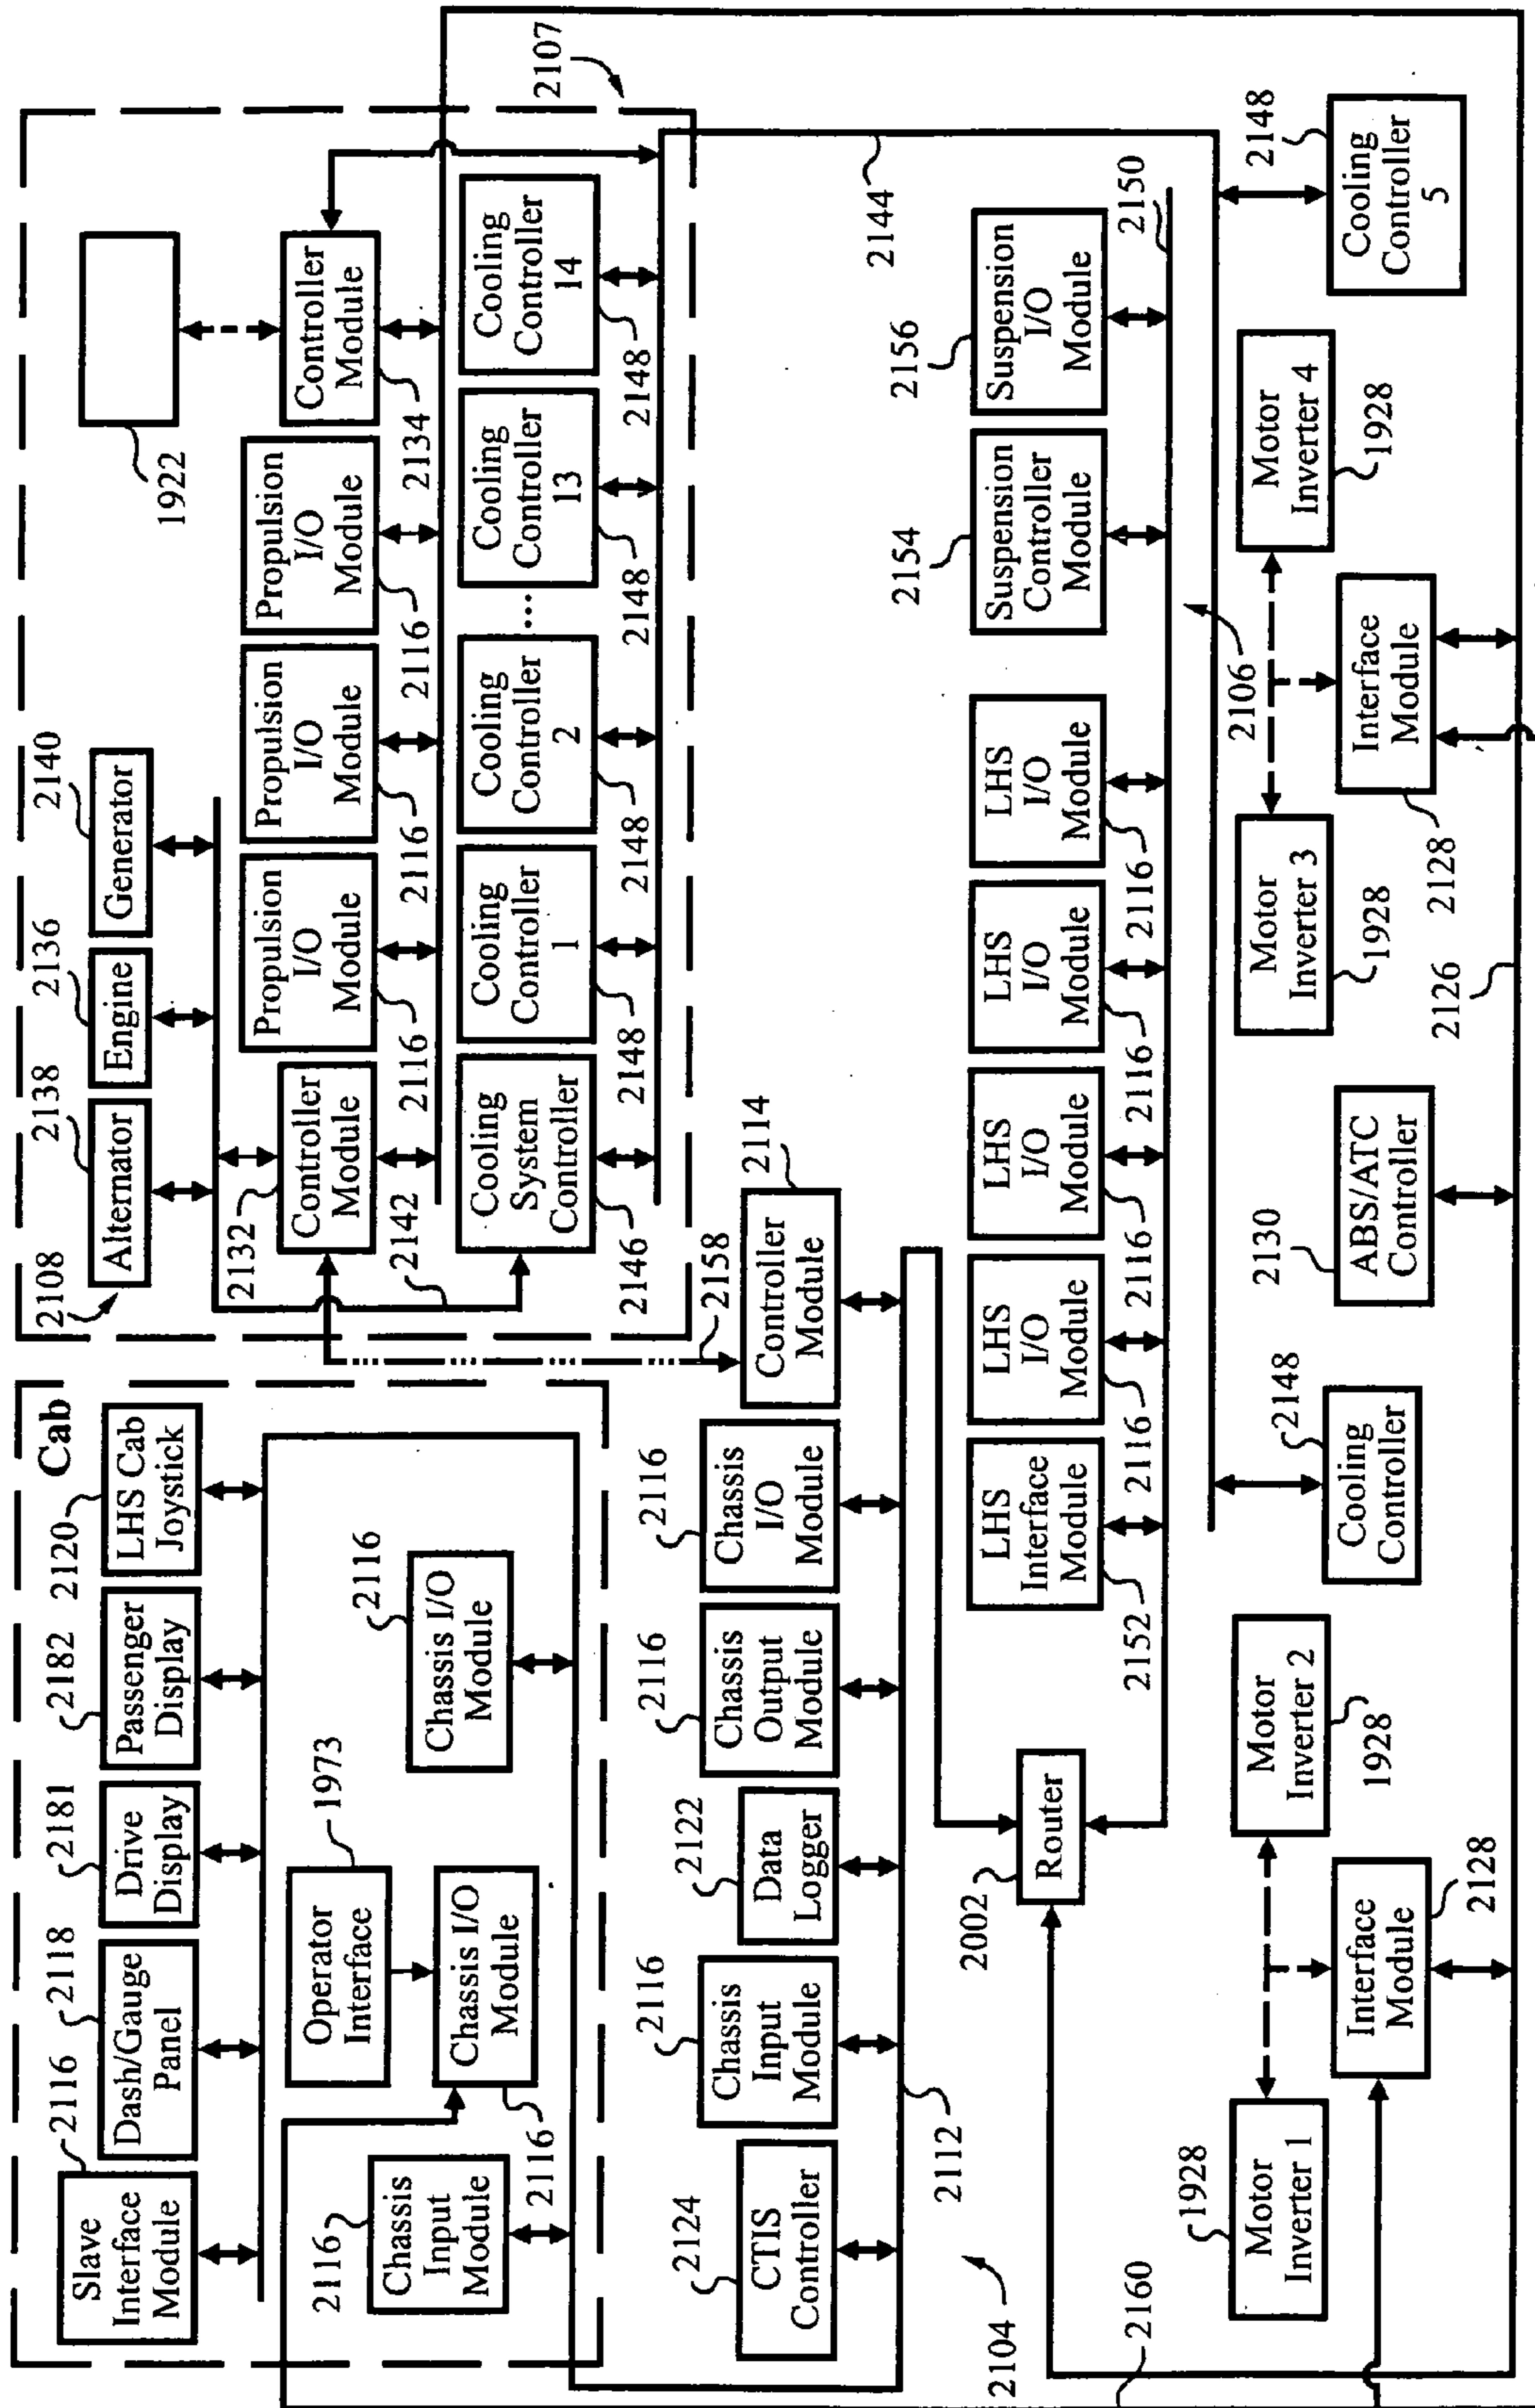 Cab
2116
Slave
Interface
Module
2118
Dash/Gauge
Panel
2181
Drive
Display
2182
Passenger
Display
2120
LHS Cab
Joystick
1973
Operator
Interface
Chassis I/O
Module
2116
2116
Chassis I/O
Module
2116
Chassis
Input
Module
2108
2138
Alternator
2136
Engine
2140
Generator
1922
2107
2132
Controller
Module
2142
Propulsion
I/O
Module
2116
Propulsion
I/O
Module
2116
Propulsion
I/O
Module
2116
Controller
Module
2134
Cooling
System
Controller
2146
Cooling
Controller
1
2148
Cooling
Controller
2
2148
....
Cooling
Controller
13
2148
Cooling
Controller
14
2148
2158
2124
CTIS
Controller
2116
Chassis
Input
Module
2122
Data
Logger
2116
Chassis
Output
Module
2116
Chassis
I/O
Module
2114
Controller
Module
2112
2104
2144
2002
Router
LHS
Interface
Module
2152
LHS
I/O
Module
2116
LHS
I/O
Module
2116
LHS
I/O
Module
2116
LHS
I/O
Module
2116
2154
Suspension
Controller
Module
2156
Suspension
I/O
Module
2150
2106
1928
Motor
Inverter 1
Motor
Inverter 2
1928
Interface
Module
2128
2148
Cooling
Controller
2130
ABS/ATC
Controller
Motor
Inverter 3
1928
Motor
Inverter 4
1928
Interface
Module
2128
2148
Cooling
Controller
5
2126
2160